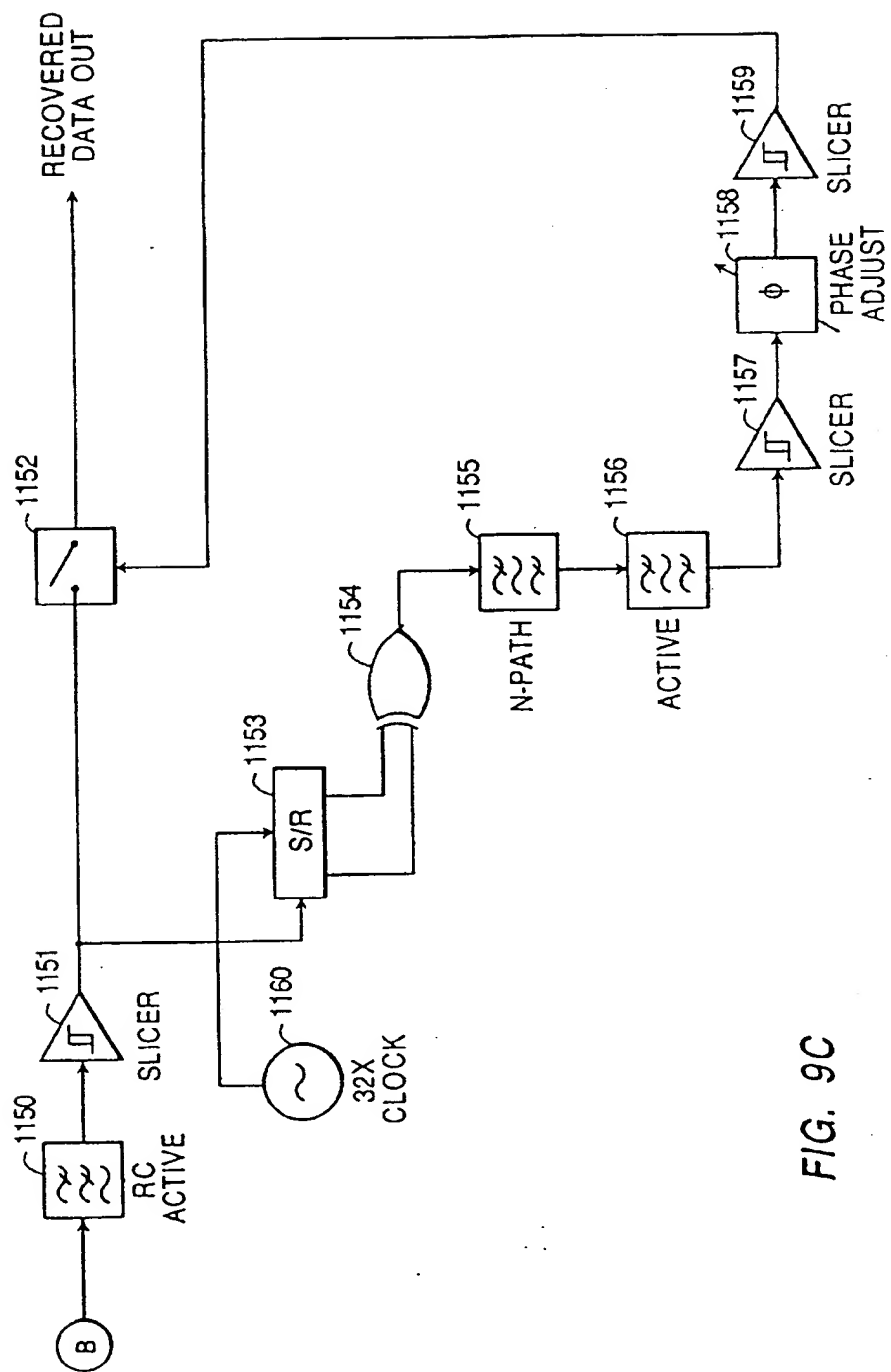 B
1150
RC
ACTIVE
1151
SLICER
1152
RECOVERED
DATA OUT
1160
32X
CLOCK
1153
S/R
1154
1155
N-PATH
1156
ACTIVE
1157
SLICER
1158
ϕ
PHASE
ADJUST
1159
SLICER
FIG. 9C